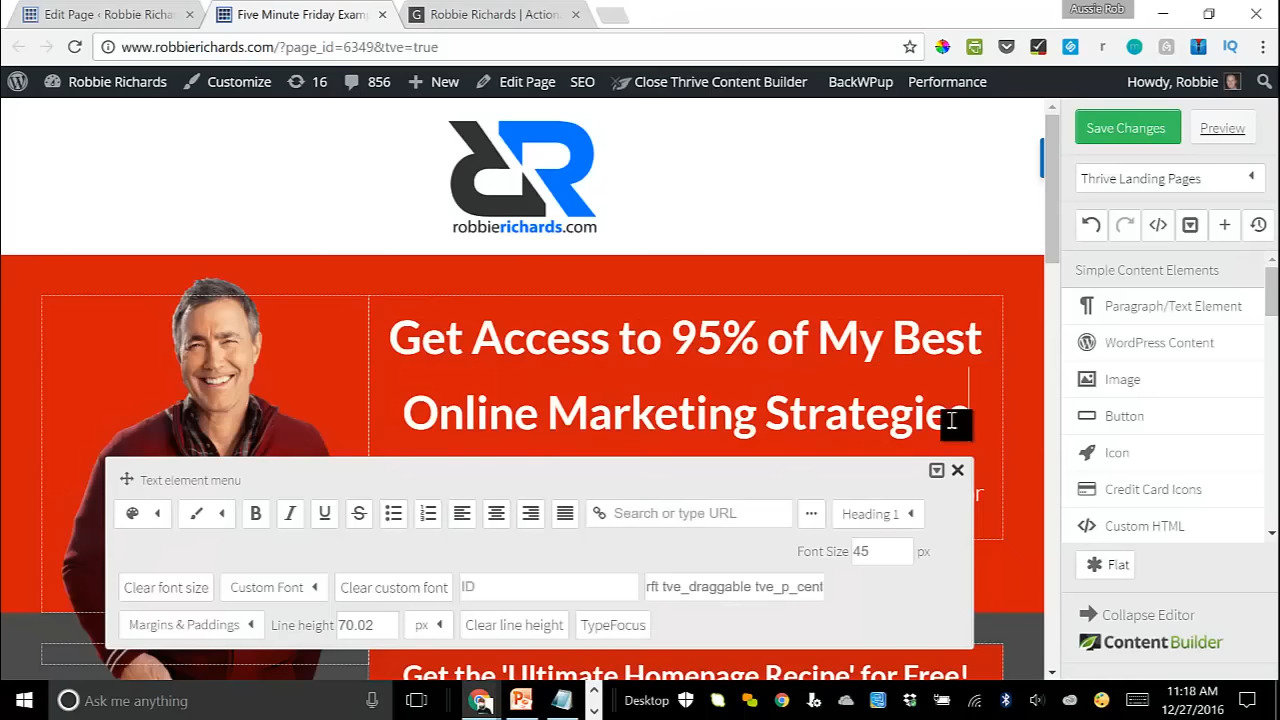 Edit Page ‹ Robbie Richa
Five Minute Friday Exam
Robbie Richards | Action
Aussie Rob
www.robbierichards.com/?page_id=6349&tve=true
Robbie Richards
Customize
16
856
New
Edit Page
SEO
Close Thrive Content Builder
BackWPup
Performance
Howdy, Robbie
robbierichards.com
Save Changes
Preview
Thrive Landing Pages
Simple Content Elements
Paragraph/Text Element
WordPress Content
Image
Button
Icon
Credit Card Icons
Custom HTML
Flat
Collapse Editor
Content Builder
Get Access to 95% of My Best
Online Marketing Strategies
Text element menu
B I U S
Search or type URL
Heading 1
Font Size 45 px
Clear font size
Custom Font
Clear custom font
ID
rft tve_draggable tve_p_cent
Margins & Paddings
Line height 70.02 px
Clear line height
TypeFocus
Get the 'Ultimate Homepage Recipe' for Free!
Ask me anything
Desktop
11:18 AM
12/27/2016